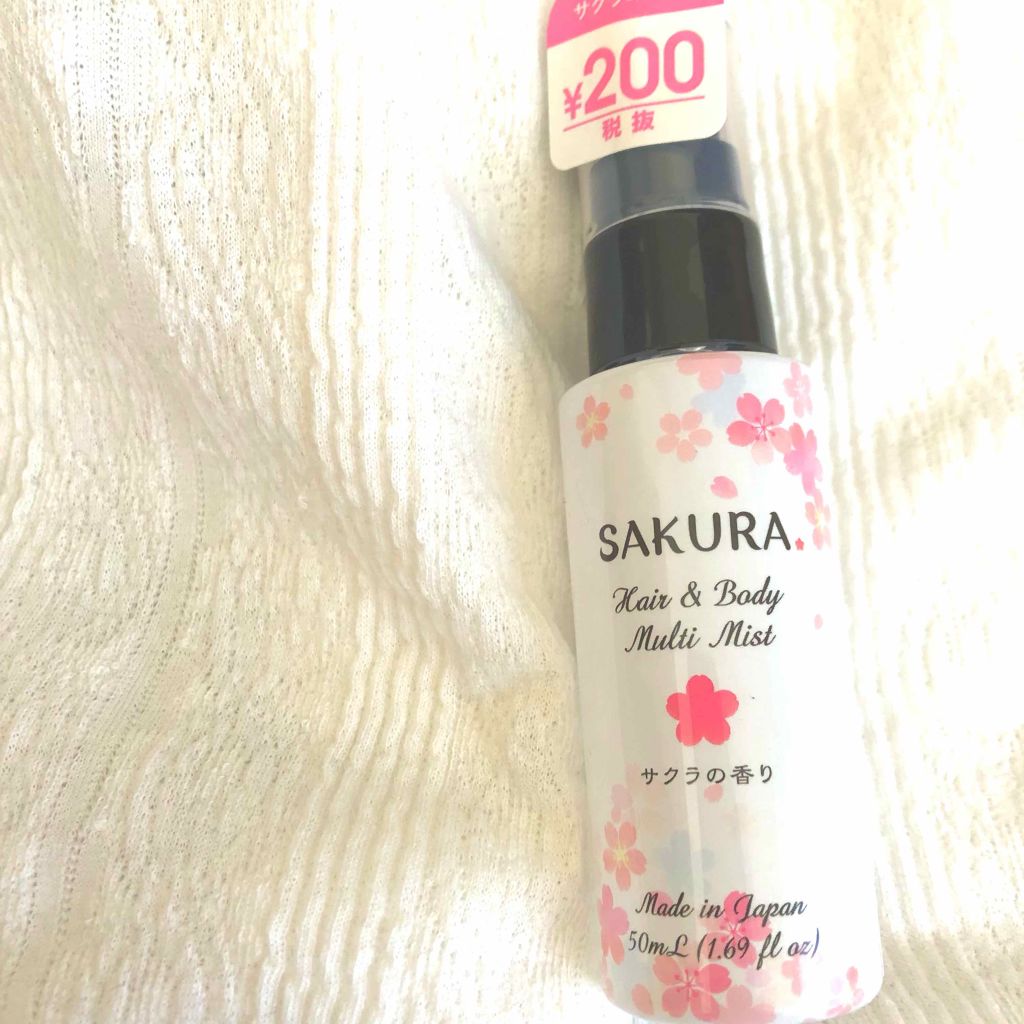 ¥200
税抜
SAKURA.
Hair & Body
Multi Mist
サクラの香り
Made in Japan
50mL (1.69 fl oz)